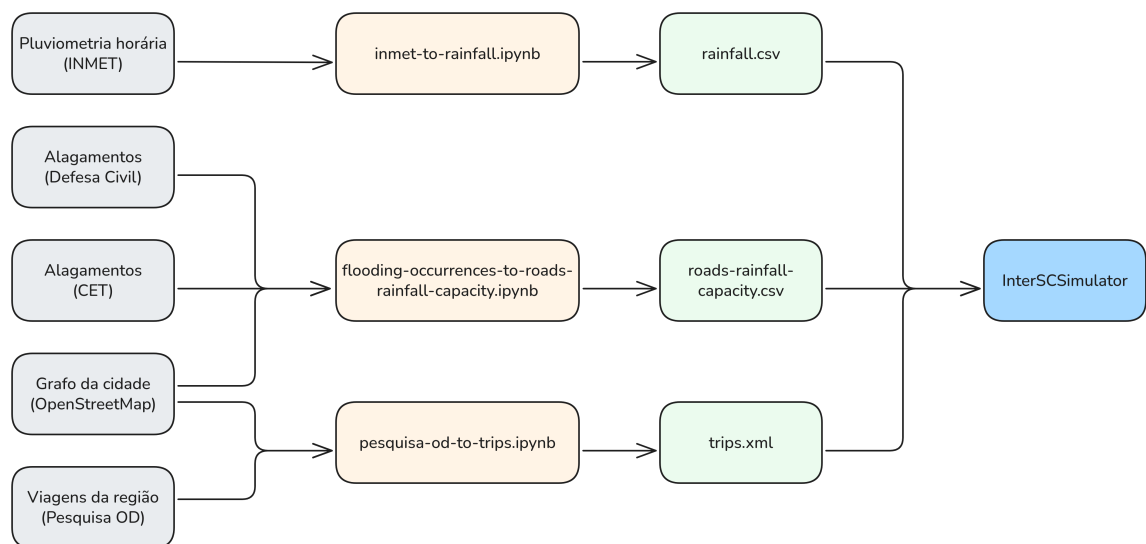 Pluviometria horária
(INMET)
inmet-to-rainfall.ipynb
rainfall.csv
Alagamentos
(Defesa Civil)
Alagamentos
(CET)
flooding-occurrences-to-roads-
rainfall-capacity.ipynb
roads-rainfall-
capacity.csv
InterSCSimulator
Grafo da cidade
(OpenStreetMap)
pesquisa-od-to-trips.ipynb
trips.xml
Viagens da região
(Pesquisa OD)